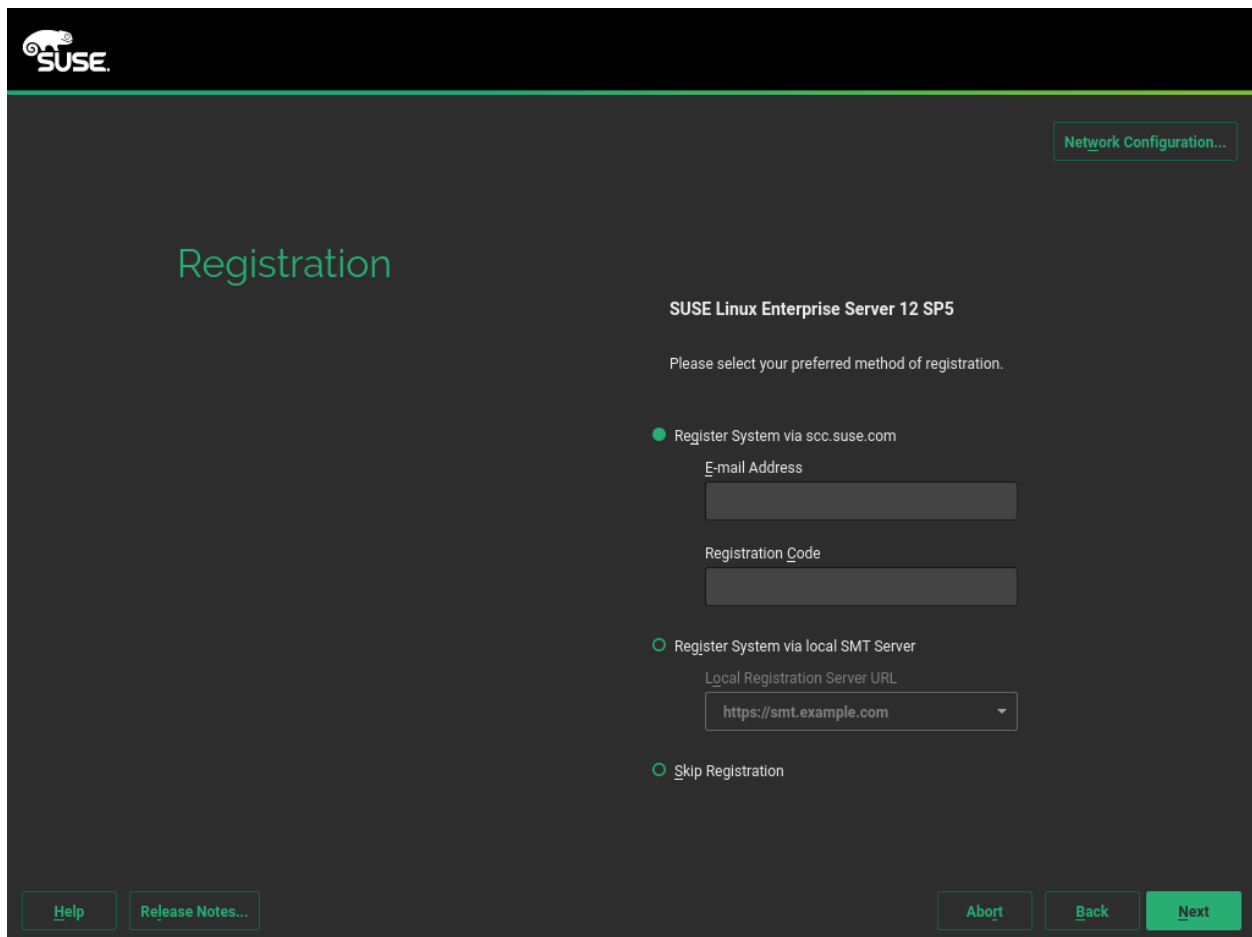 SUSE.
Network Configuration...
Registration
SUSE Linux Enterprise Server 12 SP5
Please select your preferred method of registration.
Register System via scc.suse.com
E-mail Address
Registration Code
Register System via local SMT Server
Local Registration Server URL
https://smt.example.com
Skip Registration
Help Release Notes... Abort Back Next